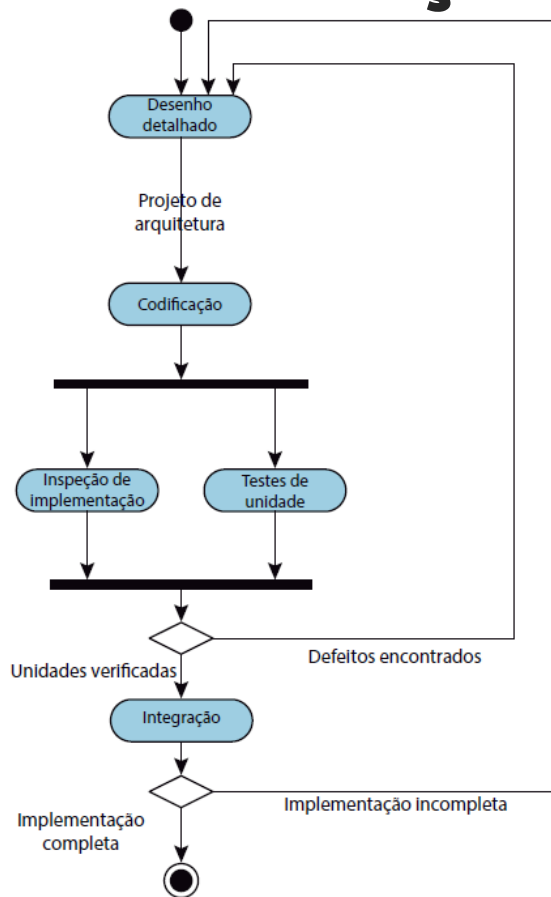 Desenho
detalhado
Projeto de
arquitetura
Codificação
Inspeção de
implementação
Testes de
unidade
Defeitos encontrados
Unidades verificadas
Integração
Implementação incompleta
Implementação
completa